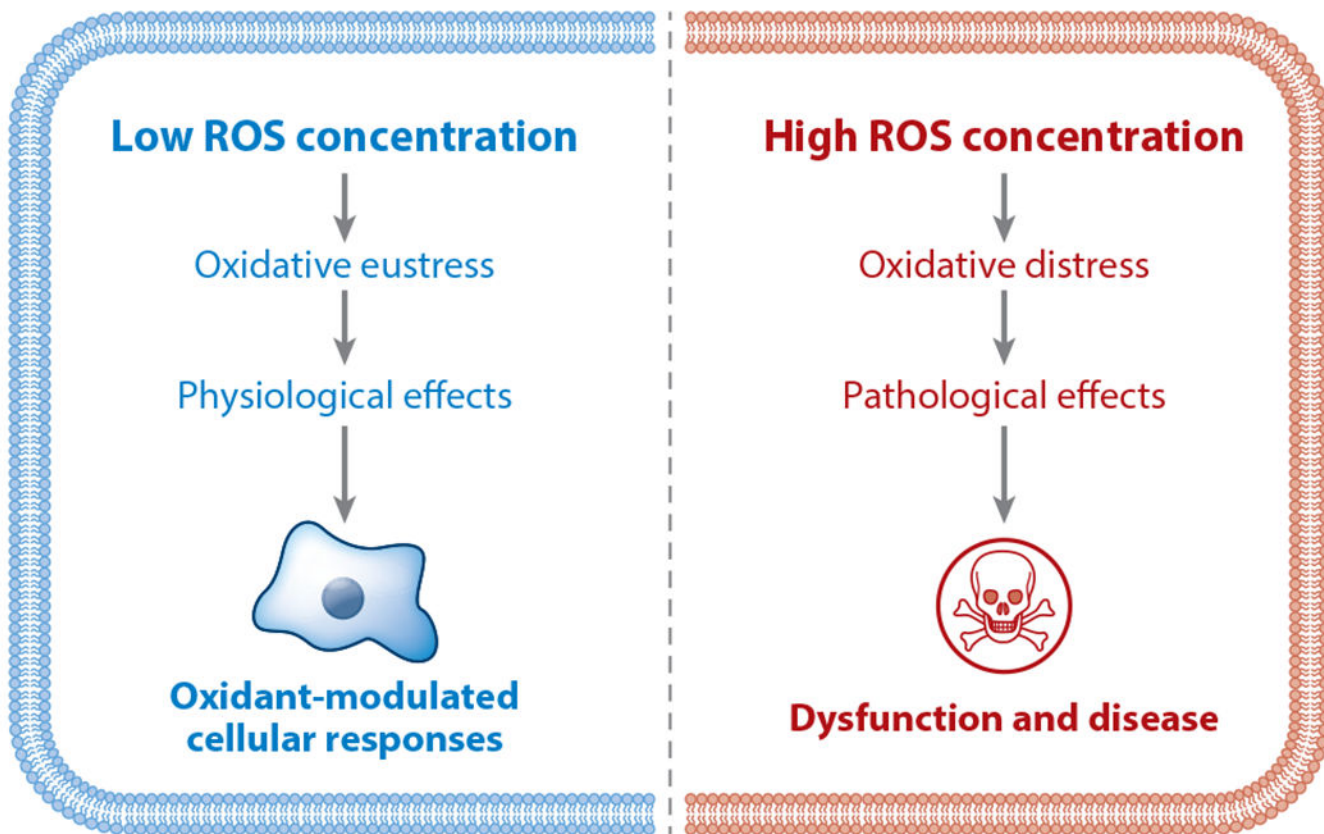 Low ROS concentration
Oxidative eustress
Physiological effects
Oxidant-modulated
cellular responses
High ROS concentration
Oxidative distress
Pathological effects
Dysfunction and disease